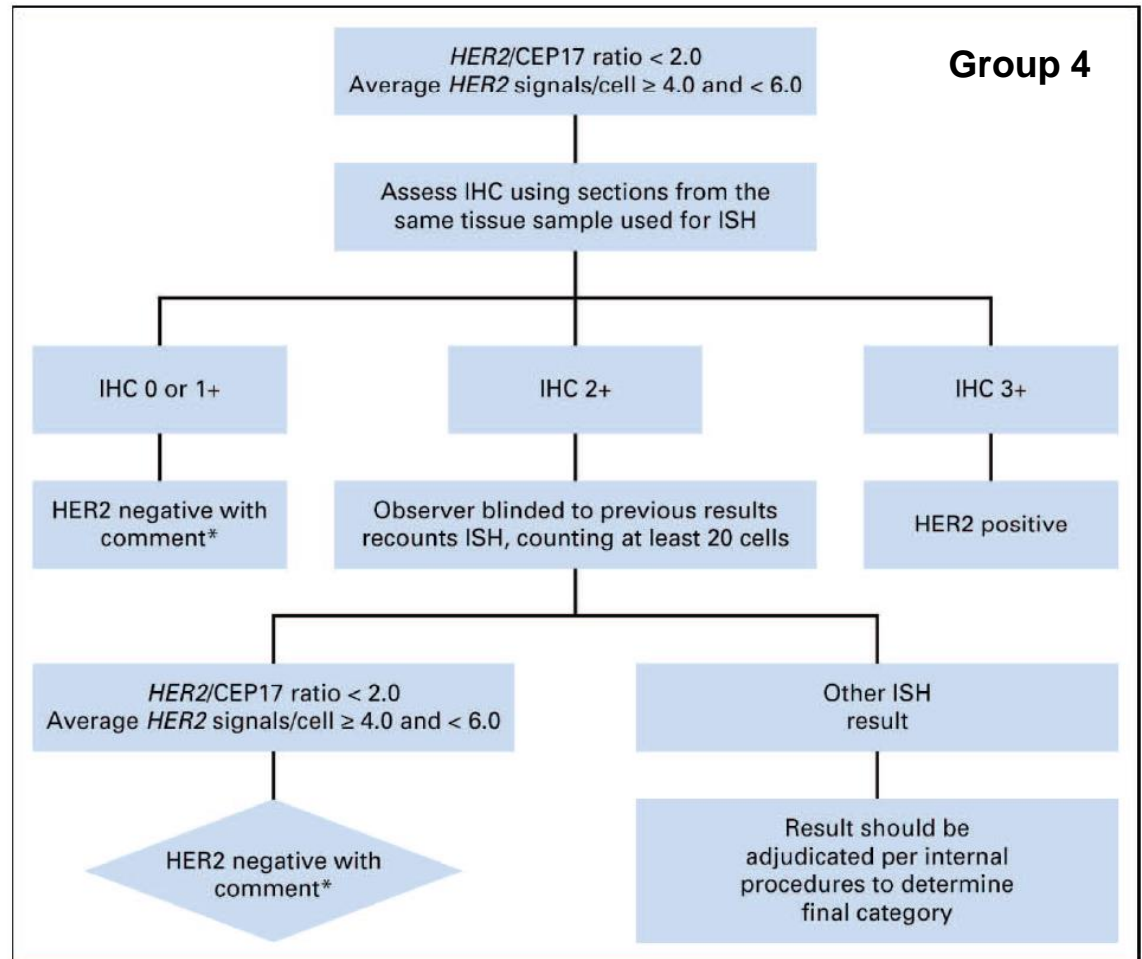 HER2/CEP17 ratio < 2.0
Average HER2 signals/cell ≥ 4.0 and < 6.0
Group 4
Assess IHC using sections from the
same tissue sample used for ISH
IHC 0 or 1+
IHC 2+
IHC 3+
HER2 negative with
comment*
Observer blinded to previous results
recounts ISH, counting at least 20 cells
HER2 positive
HER2/CEP17 ratio < 2.0
Average HER2 signals/cell ≥ 4.0 and < 6.0
Other ISH
result
HER2 negative with
comment*
Result should be
adjudicated per internal
procedures to determine
final category